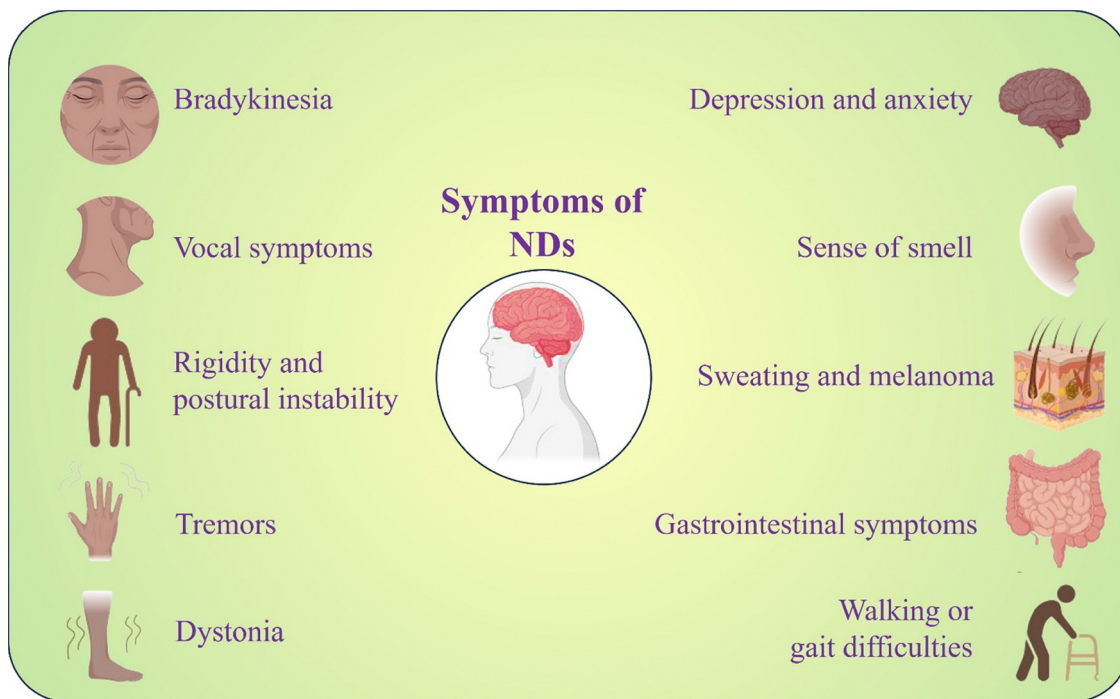 Symptoms of
NDs
Bradykinesia
Vocal symptoms
Rigidity and
postural instability
Tremors
Dystonia
Depression and anxiety
Sense of smell
Sweating and melanoma
Gastrointestinal symptoms
Walking or
gait difficulties